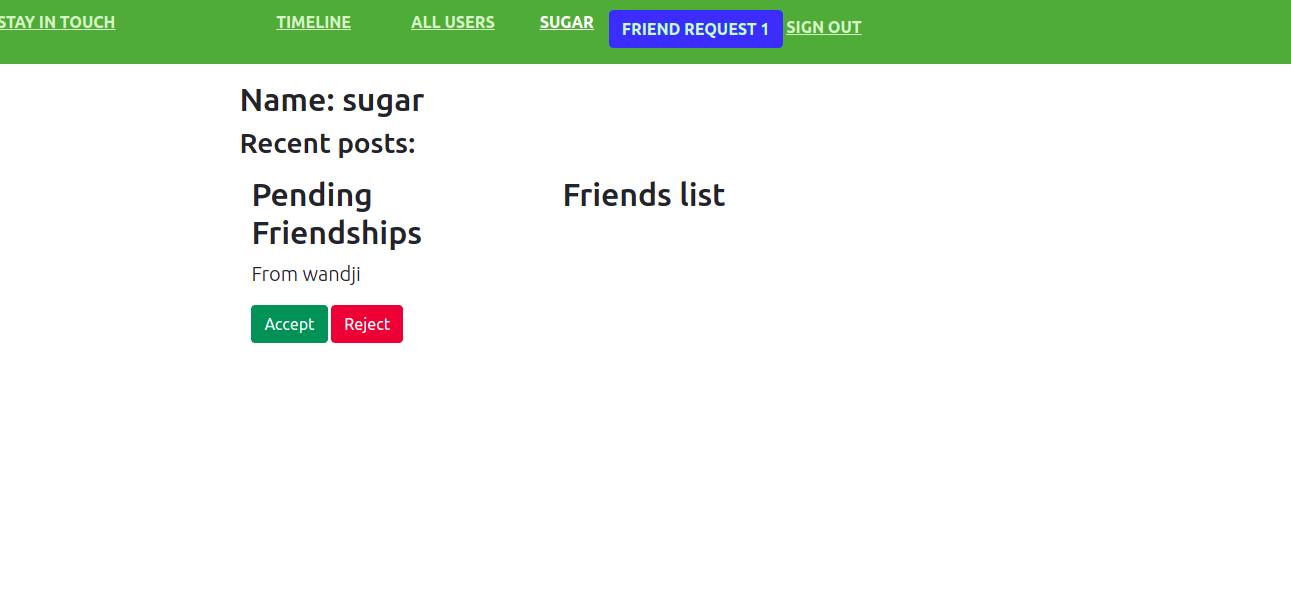 STAY IN TOUCH TIMELINE ALL USERS SUGAR FRIEND REQUEST 1 SIGN OUT
Name: sugar
Recent posts:
Pending
Friendships
From wandji
Accept Reject
Friends list